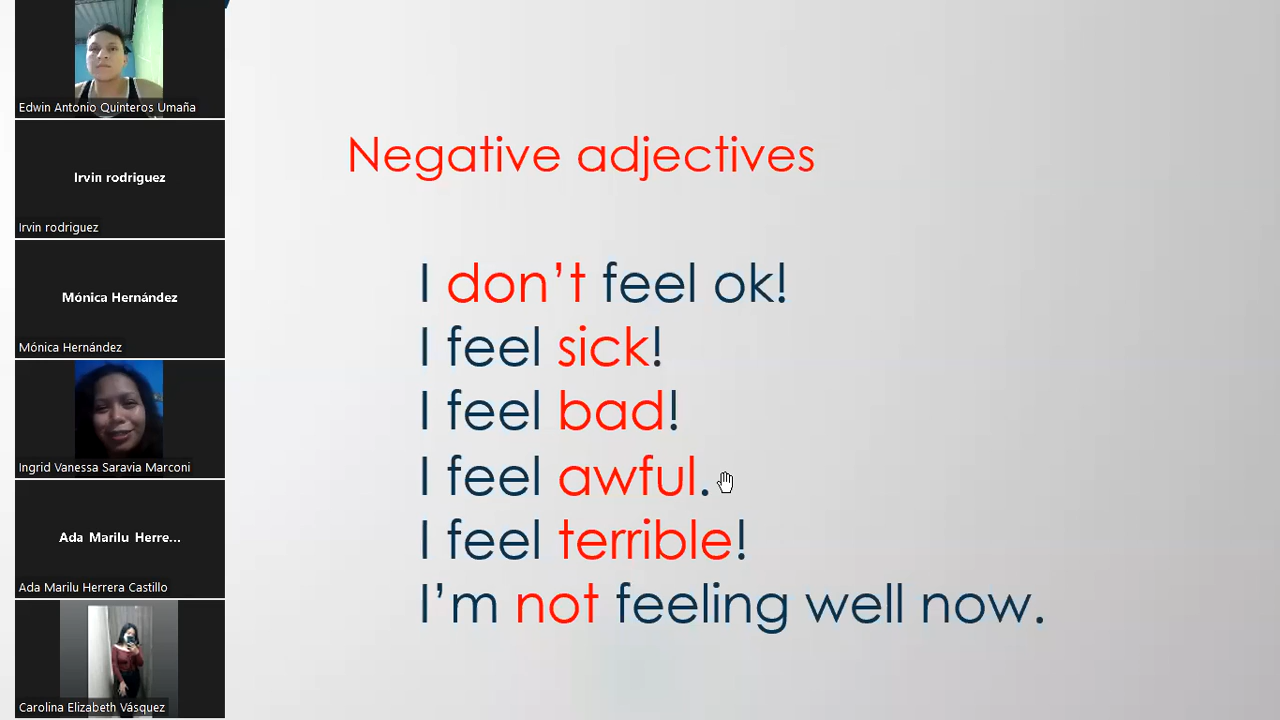 Edwin Antonio Quinteros Umaña
Irvin rodriguez
Irvin rodriguez
Mónica Hernández
Mónica Hernández
Ingrid Vanessa Saravia Marconi
Ada Marilu Herre...
Ada Marilu Herrera Castillo
Carolina Elizabeth Vásquez
Negative adjectives
I don’t feel ok!
I feel sick!
I feel bad!
I feel awful.
I feel terrible!
I’m not feeling well now.